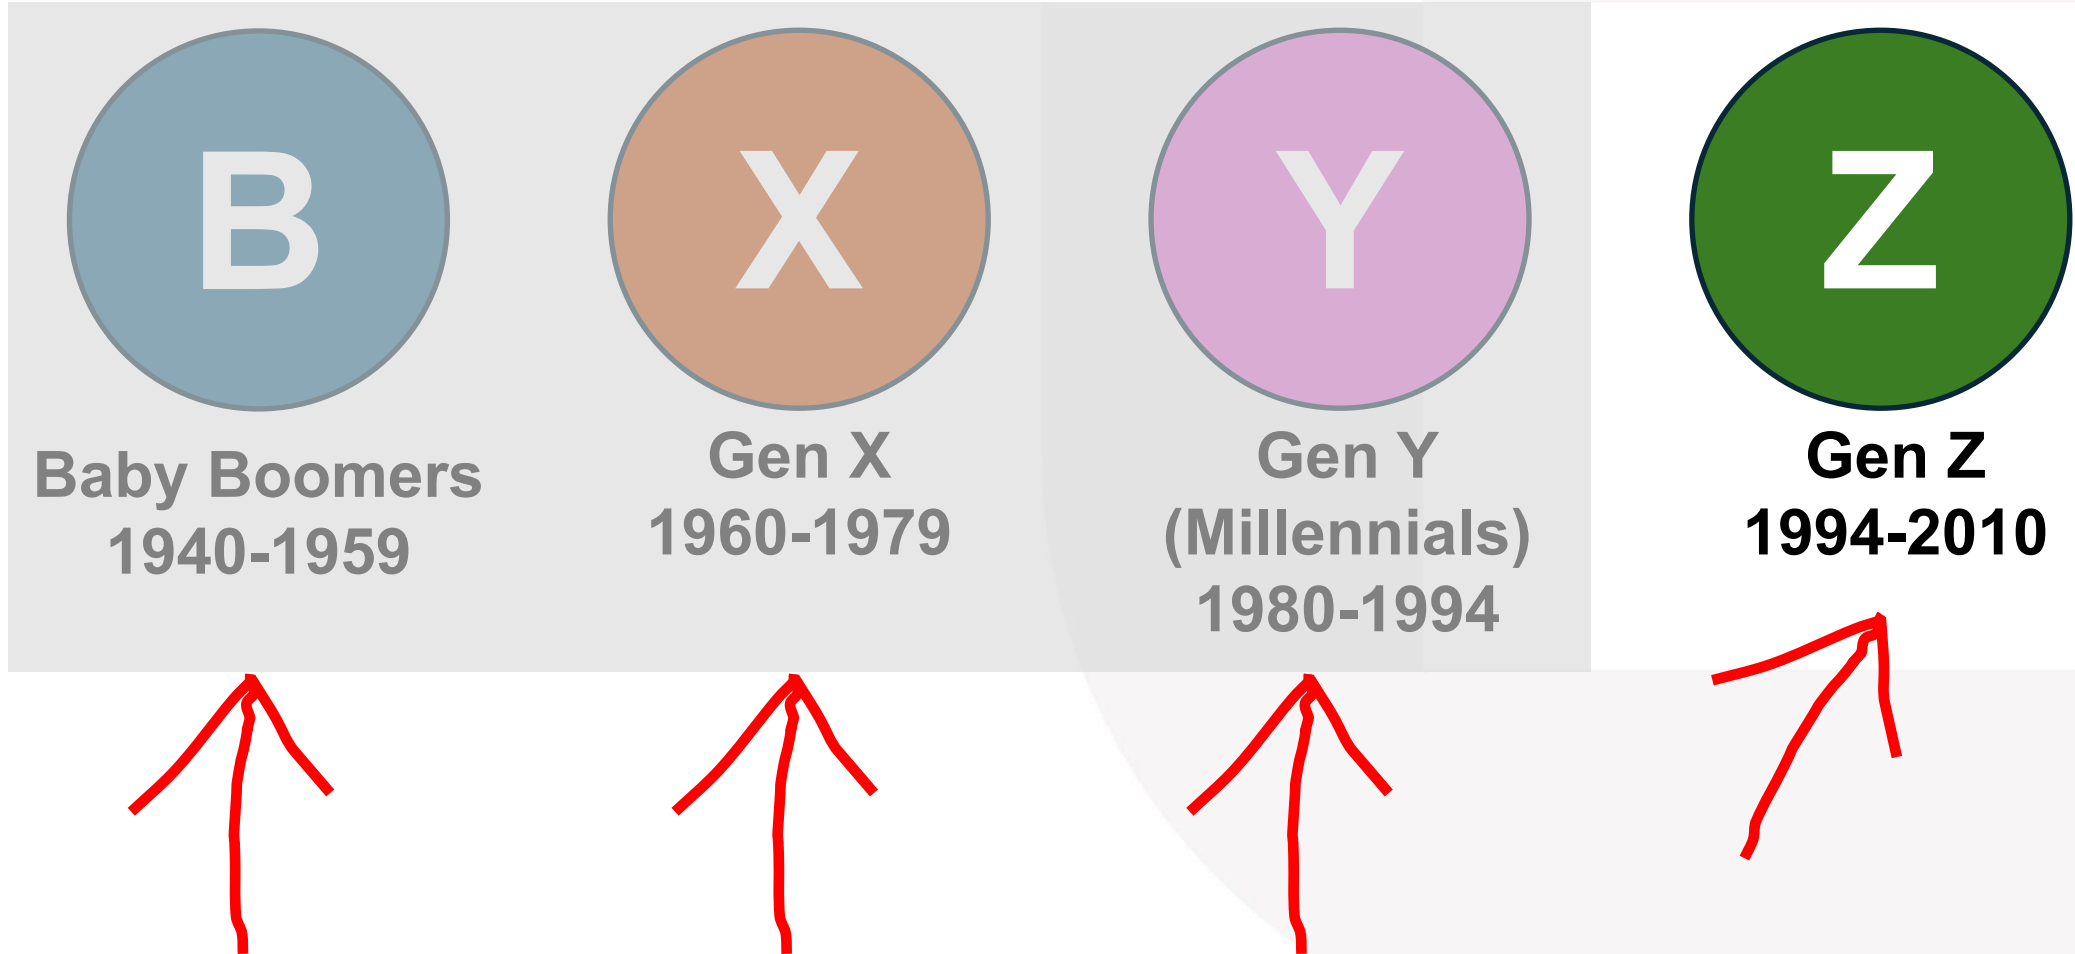 B
Baby Boomers
1940-1959
X
Gen X
1960-1979
Y
Gen Y
(Millennials)
1980-1994
Z
Gen Z
1994-2010